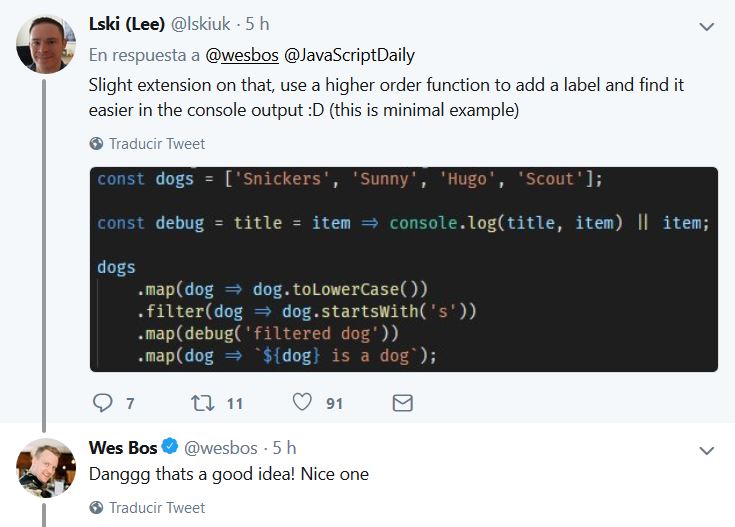 Lski (Lee) @lskiuk · 5 h
En respuesta a @wesbos @JavaScriptDaily
Slight extension on that, use a higher order function to add a label and find it
easier in the console output :D (this is minimal example)
Traducir Tweet
const dogs = ['Snickers', 'Sunny', 'Hugo', 'Scout'];
const debug = title = item ⇒ console.log(title, item) || item;
dogs
.map(dog ⇒ dog.toLowerCase())
.filter(dog ⇒ dog.startsWith('s'))
.map(debug('filtered dog'))
.map(dog ⇒ `${dog} is a dog`);
7 11 91
Wes Bos @wesbos · 5 h
Danggg thats a good idea! Nice one
Traducir Tweet